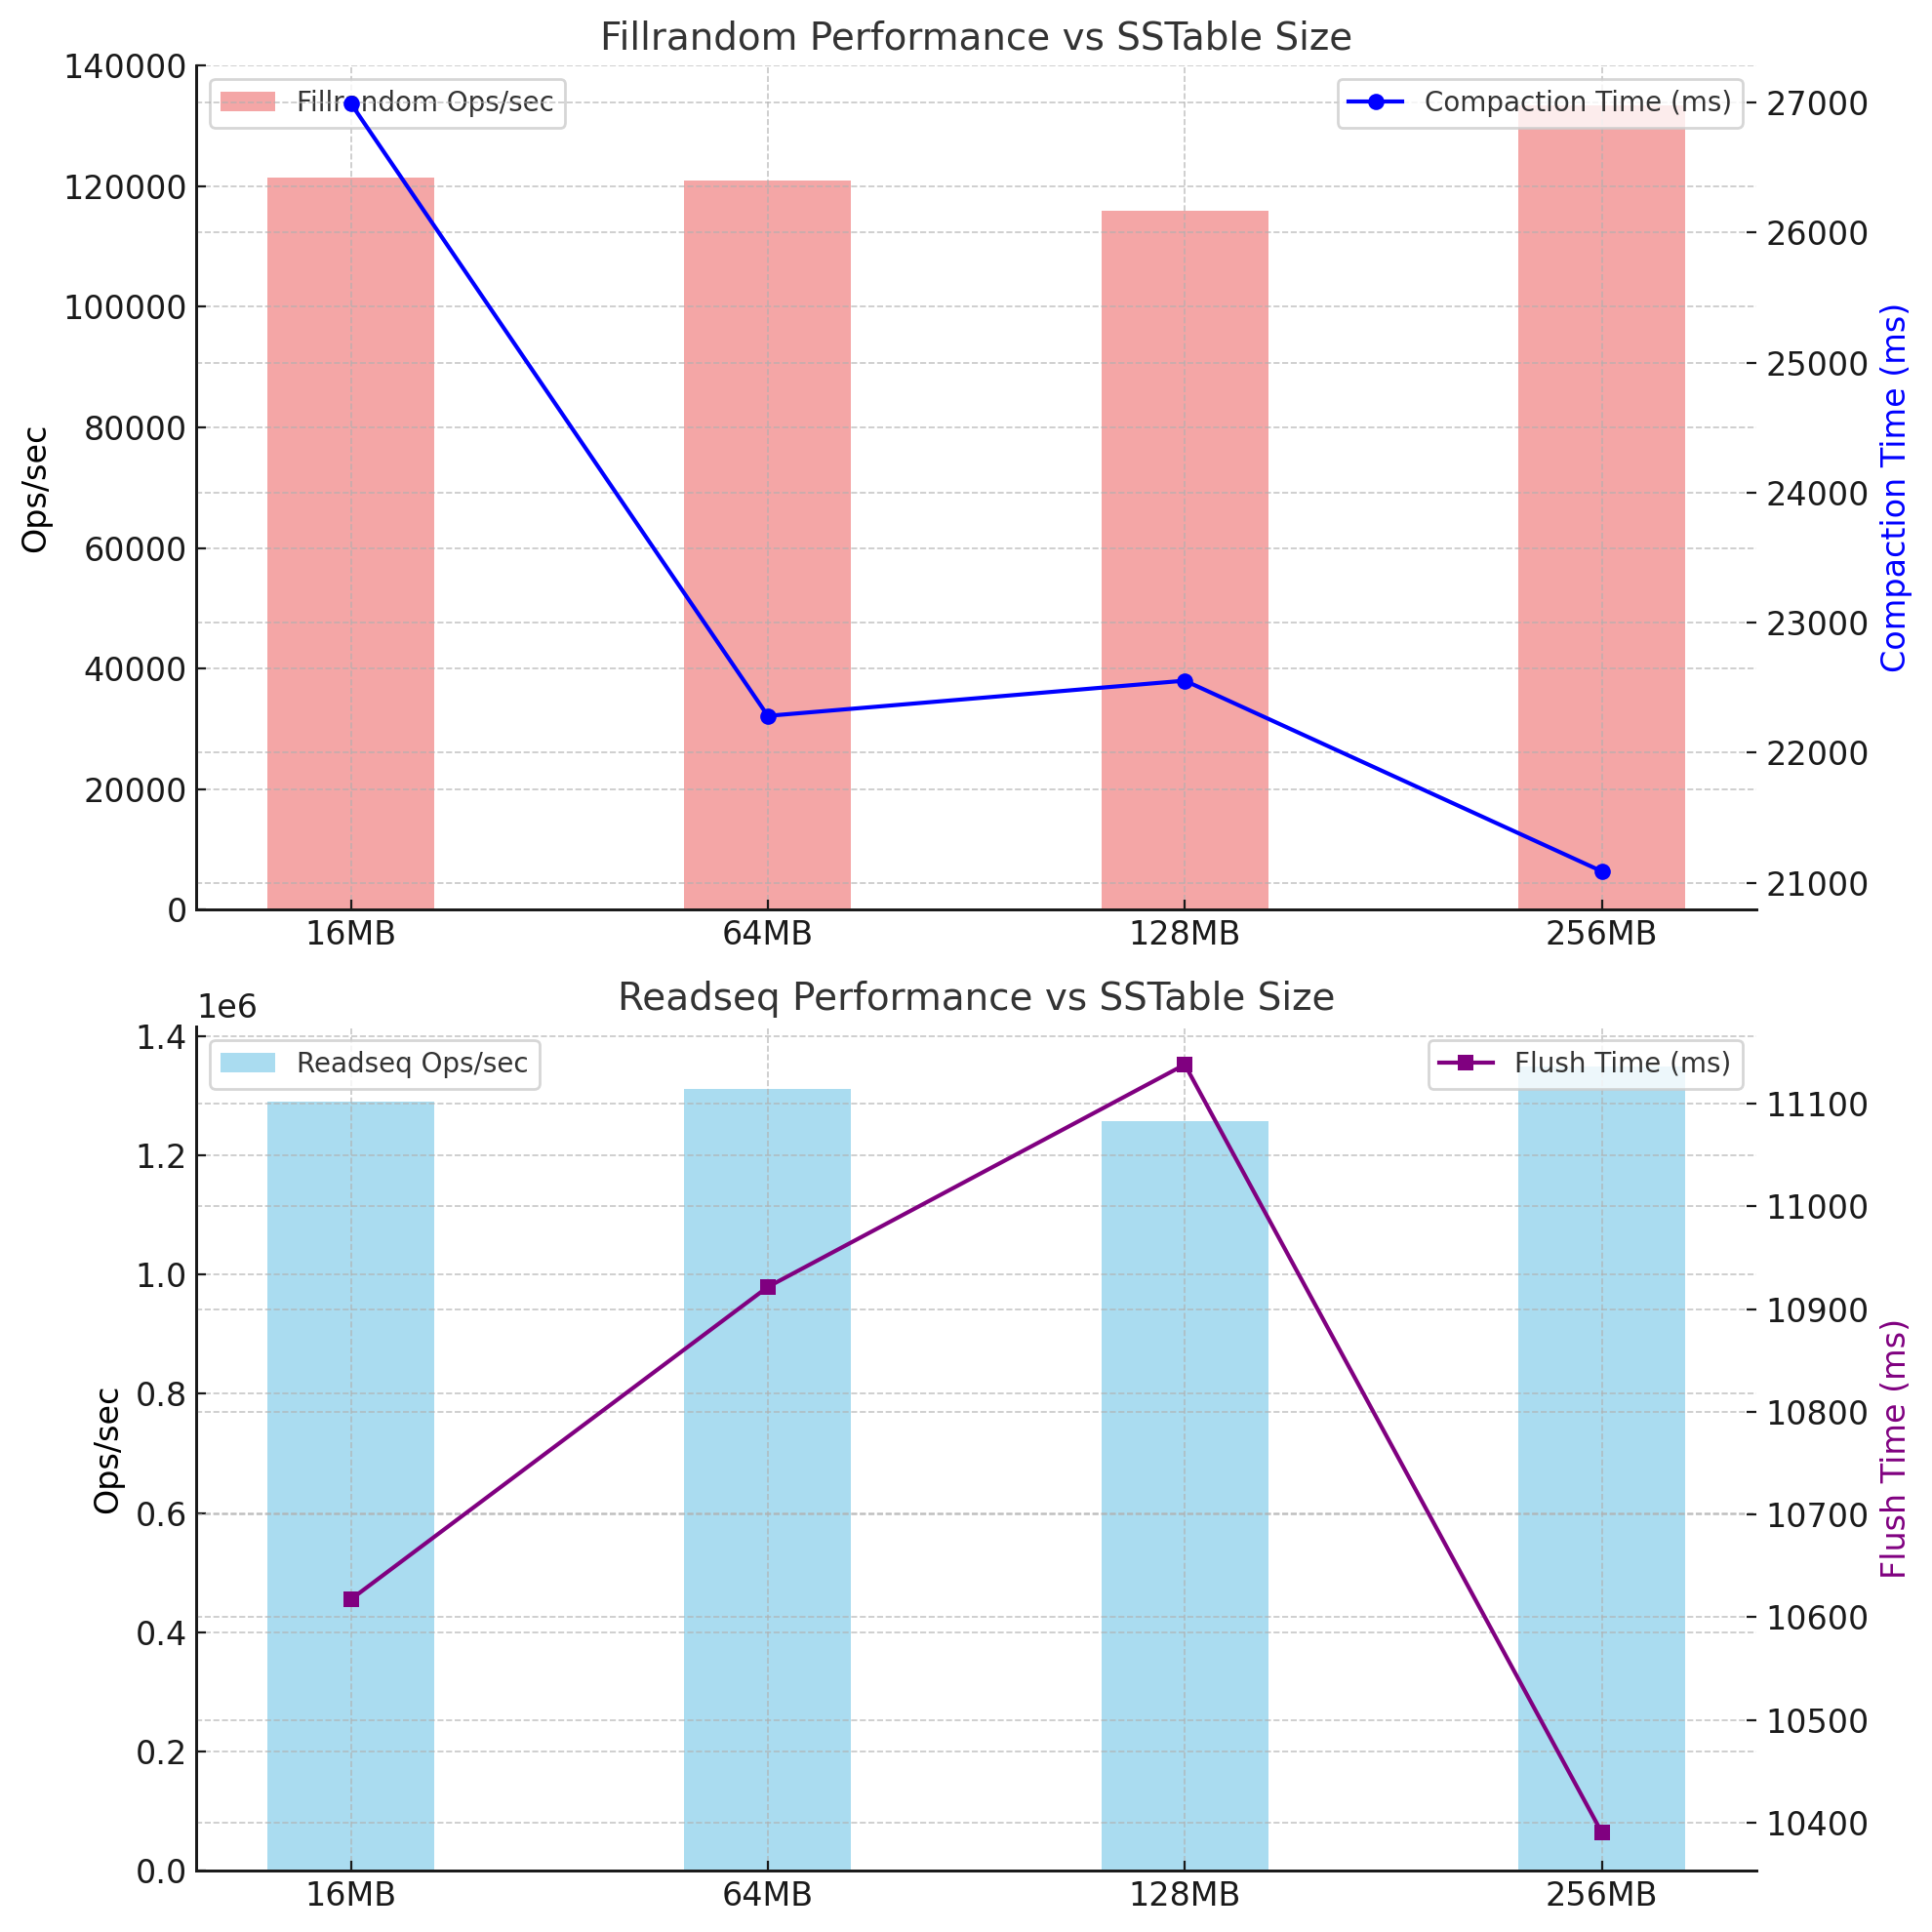 Fillrandom Performance vs SSTable Size
140000
120000
100000
80000
60000
40000
20000
0
Ops/sec
Fillrandom Ops/sec
Compaction Time (ms)
27000
26000
25000
24000
23000
22000
21000
Compaction Time (ms)
16MB
64MB
128MB
256MB
Readseq Performance vs SSTable Size
1e6
1.4
1.2
1.0
0.8
0.6
0.4
0.2
0.0
Ops/sec
Readseq Ops/sec
Flush Time (ms)
11100
11000
10900
10800
10700
10600
10500
10400
Flush Time (ms)
16MB
64MB
128MB
256MB